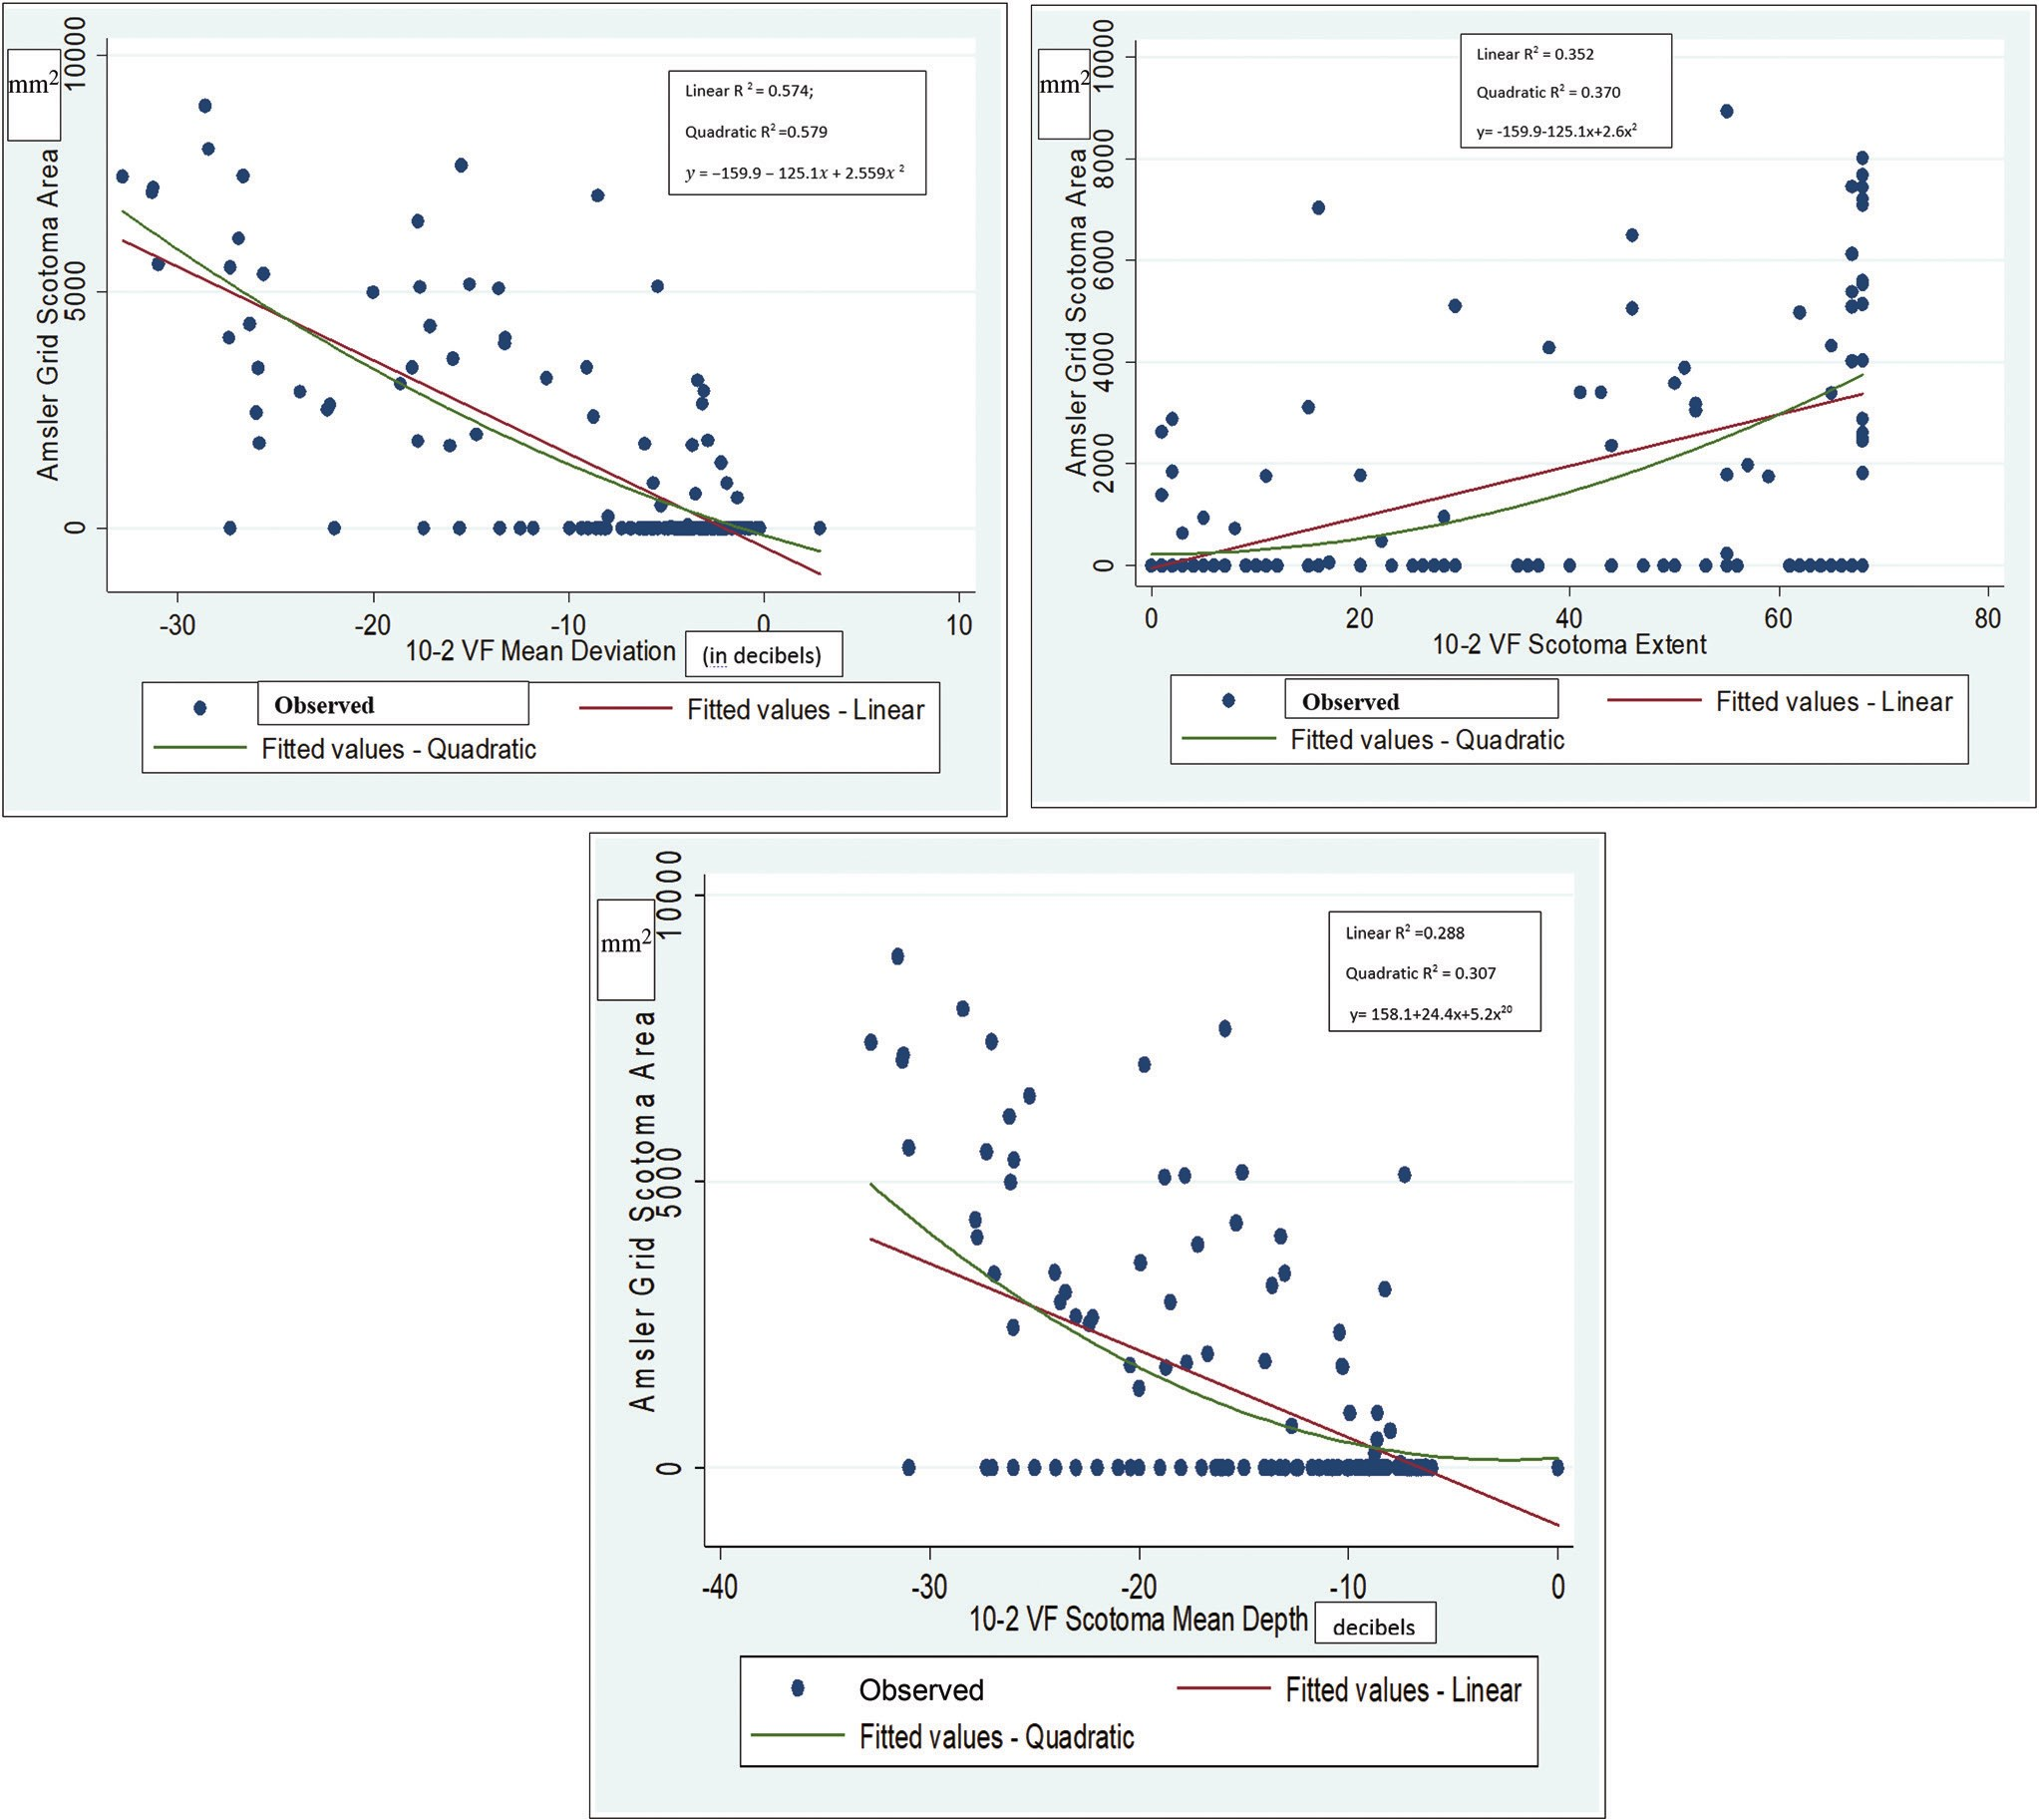 mm²
Amsler Grid Scotoma Area
10000
5000
0
Linear R ² = 0.574;
Quadratic R² =0.579
y = −159.9 − 125.1x + 2.559x ²
-30 -20 -10 0 10
10-2 VF Mean Deviation (in decibels)
Observed Fitted values - Linear
Fitted values - Quadratic
mm²
Amsler Grid Scotoma Area
10000
8000
6000
4000
2000
0
Linear R² = 0.352
Quadratic R² = 0.370
y= -159.9-125.1x+2.6x²
0 20 40 60 80
10-2 VF Scotoma Extent
Observed Fitted values - Linear
Fitted values - Quadratic
mm²
Amsler Grid Scotoma Area
10000
5000
0
Linear R² =0.288
Quadratic R² = 0.307
y= 158.1+24.4x+5.2x²⁰
-40 -30 -20 -10 0
10-2 VF Scotoma Mean Depth decibels
Observed Fitted values - Linear
Fitted values - Quadratic